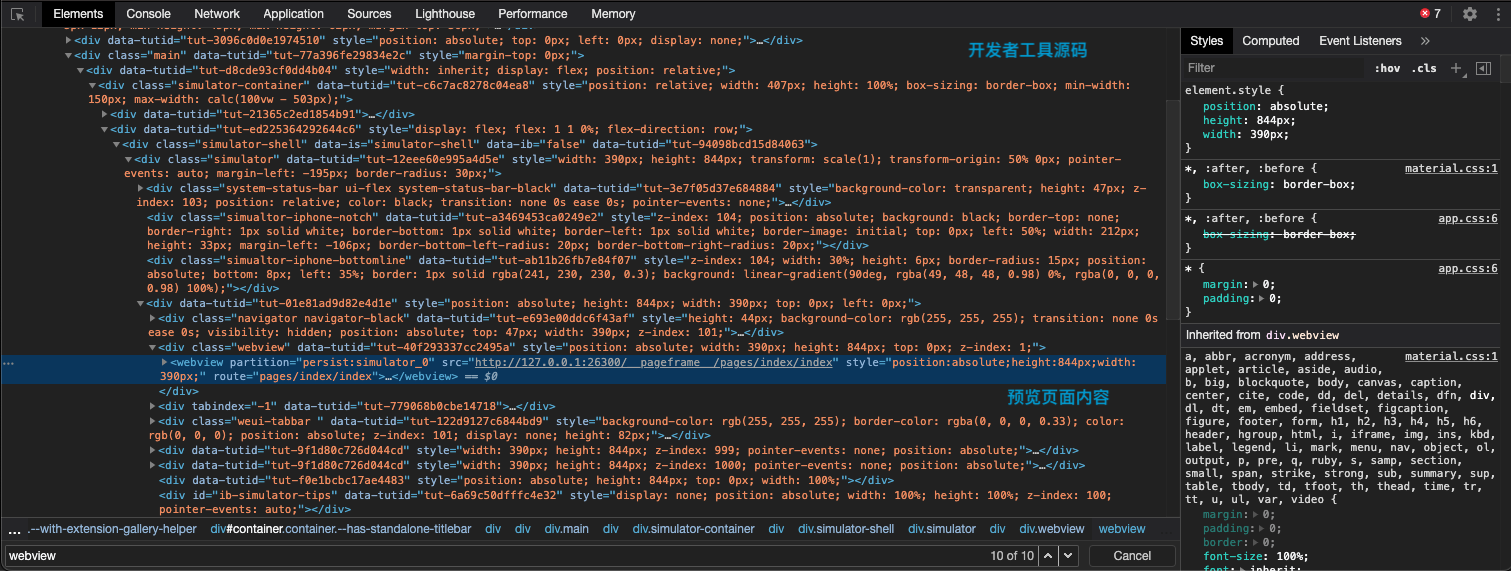 Elements Console Network Application Sources Lighthouse Performance Memory 7
<div data-tutid="tut-3096c0d0e1974510" style="position: absolute; top: 0px; left: 0px; display: none;">…</div>
开发者工具源码
<div class="main" data-tutid="tut-77a396fe29834e2c" style="margin-top: 0px;">
<div data-tutid="tut-d8cde93cf0dd4b04" style="width: inherit; display: flex; position: relative;">
<div class="simulator-container" data-tutid="tut-c6c7ac8278c04ea8" style="position: relative; width: 407px; height: 100%; box-sizing: border-box; min-width:
150px; max-width: calc(100vw - 503px);">
<div data-tutid="tut-21365c2ed1854b91">…</div>
<div data-tutid="tut-ed225364292644c6" style="display: flex; flex: 1 1 0%; flex-direction: row;">
<div class="simulator-shell" data-is="simulator-shell" data-ib="false" data-tutid="tut-94098bcd15d84063">
<div class="simulator" data-tutid="tut-12eee60e995a4d5e" style="width: 390px; height: 844px; transform: scale(1); transform-origin: 50% 0px; pointer-
events: auto; margin-left: -195px; border-radius: 30px;">
<div class="system-status-bar ui-flex system-status-bar-black" data-tutid="tut-3e7f05d37e684884" style="background-color: transparent; height: 47px; z-
index: 103; position: relative; color: black; transition: none 0s ease 0s; pointer-events: none;">…</div>
<div class="simualtor-iphone-notch" data-tutid="tut-a3469453ca0249e2" style="z-index: 104; position: absolute; background: black; border-top: none;
border-right: 1px solid white; border-bottom: 1px solid white; border-left: 1px solid white; border-image: initial; top: 0px; left: 50%; width: 212px;
height: 33px; margin-left: -106px; border-bottom-left-radius: 20px; border-bottom-right-radius: 20px;"></div>
<div class="simualtor-iphone-bottomline" data-tutid="tut-ab11b26fb7e84f07" style="z-index: 104; width: 30%; height: 6px; border-radius: 15px; position:
absolute; bottom: 8px; left: 35%; border: 1px solid rgba(241, 230, 230, 0.3); background: linear-gradient(90deg, rgba(49, 48, 48, 0.98) 0%, rgba(0, 0, 0,
0.98) 100%);"></div>
<div data-tutid="tut-01e81ad9d82e4d1e" style="position: absolute; height: 844px; width: 390px; top: 0px; left: 0px;">
<div class="navigator navigator-black" data-tutid="tut-e693e00ddc6f43af" style="height: 44px; background-color: rgb(255, 255, 255); transition: none 0s
ease 0s; visibility: hidden; position: absolute; top: 47px; width: 390px; z-index: 101;">…</div>
<div class="webview" data-tutid="tut-40f293337cc2495a" style="position: absolute; width: 390px; height: 844px; top: 0px; z-index: 1;">
<webview partition="persist:simulator_0" src="http://127.0.0.1:26300/__pageframe__/pages/index/index" style="position:absolute;height:844px;width:
390px;" route="pages/index/index">…</webview> == $0
</div>
预览页面内容
<div tabindex="-1" data-tutid="tut-779068b0cbe14718">…</div>
<div class="weui-tabbar " data-tutid="tut-122d9127c6844bd9" style="background-color: rgb(255, 255, 255); border-color: rgba(0, 0, 0, 0.33); color:
rgb(0, 0, 0); position: absolute; z-index: 101; display: none; height: 82px;">…</div>
<div data-tutid="tut-9f1d80c726d044cd" style="width: 390px; height: 844px; z-index: 999; pointer-events: none; position: absolute;">…</div>
<div data-tutid="tut-9f1d80c726d044cd" style="width: 390px; height: 844px; z-index: 1000; pointer-events: none; position: absolute;">…</div>
<div data-tutid="tut-f0e1bcbc17ae4483" style="position: absolute; height: 844px; top: 0px; width: 100%;"></div>
<div id="ib-simulator-tips" data-tutid="tut-6a69c50dfffc4e32" style="display: none; position: absolute; width: 100%; height: 100%; z-index: 100;
pointer-events: auto;"></div>
... .--with-extension-gallery-helper div#container.container.--has-standalone-titlebar div div div.main div div.simulator-container div div.simulator-shell div.simulator div div.webview webview
webview 10 of 10 Cancel
Styles Computed Event Listeners »
Filter :hov .cls +
element.style {
position: absolute;
height: 844px;
width: 390px;
}
*, :after, :before { material.css:1
box-sizing: border-box;
}
*, :after, :before { app.css:6
box-sizing: border-box;
}
* { app.css:6
margin: 0;
padding: 0;
}
Inherited from div.webview
a, abbr, acronym, address, material.css:1
applet, article, aside, audio,
b, big, blockquote, body, canvas, caption,
center, cite, code, dd, del, details, dfn, div,
dl, dt, em, embed, fieldset, figcaption,
figure, footer, form, h1, h2, h3, h4, h5, h6,
header, hgroup, html, i, iframe, img, ins, kbd,
label, legend, li, mark, menu, nav, object, ol,
output, p, pre, q, ruby, s, samp, section,
small, span, strike, strong, sub, summary, sup,
table, tbody, td, tfoot, th, thead, time, tr,
tt, u, ul, var, video {
margin: 0;
padding: 0;
border: 0;
font-size: 100%;
font: inherit;